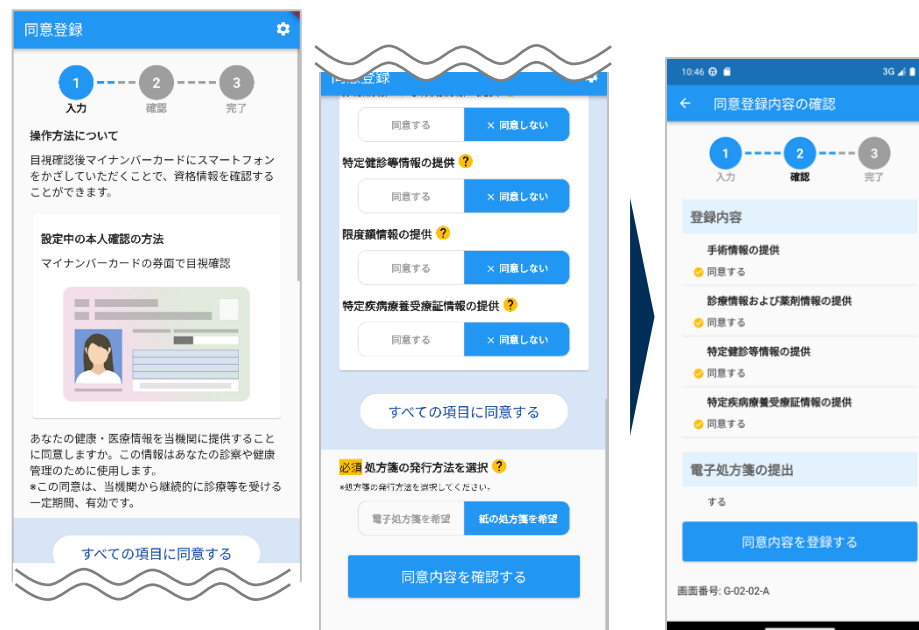 同意登録
1
2
3
入力
確認
完了
操作方法について
目視確認後マイナンバーカードにスマートフォン
をかざしていただくことで、資格情報を確認する
ことができます。
設定中の本人確認の方法
マイナンバーカードの券面で目視確認
あなたの健康・医療情報を当機関に提供すること
に同意しますか。この情報はあなたの診察や健康
管理のために使用します。
※この同意は、当機関から継続的に診療等を受ける
一定期間、有効です。
すべての項目に同意する
同意登録
同意する
× 同意しない
特定健診等情報の提供 ?
同意する
× 同意しない
限度額情報の提供 ?
同意する
× 同意しない
特定疾病療養受療証情報の提供 ?
同意する
× 同意しない
すべての項目に同意する
必須 処方箋の発行方法を選択 ?
※処方箋の発行方法を選択してください。
電子処方箋を希望
紙の処方箋を希望
同意内容を確認する
10:46
3G
← 同意登録内容の確認
1
2
3
入力
確認
完了
登録内容
手術情報の提供
同意する
診療情報および薬剤情報の提供
同意する
特定健診等情報の提供
同意する
特定疾病療養受療証情報の提供
同意する
電子処方箋の提出
する
同意内容を登録する
画面番号: G-02-02-A